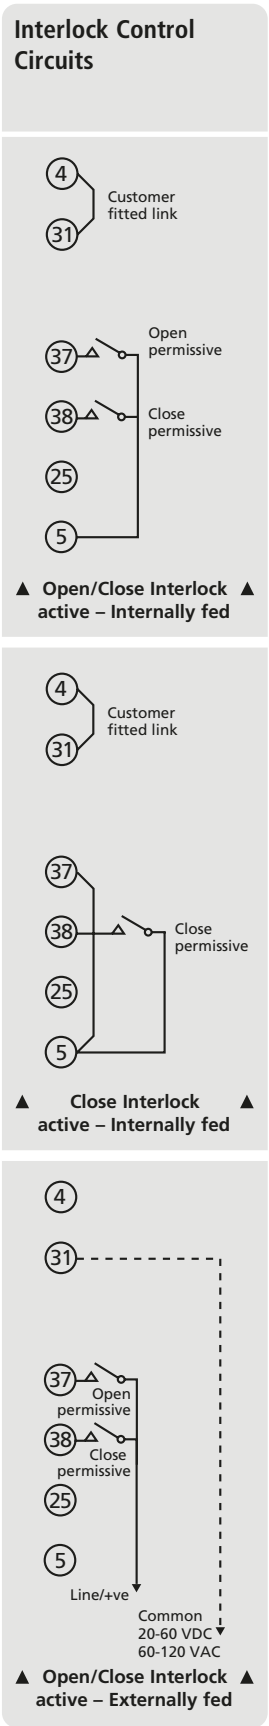 Interlock Control
Circuits
4
Customer
fitted link
31
Open
permissive
37
Close
permissive
38
25
5
▲ Open/Close Interlock ▲
active – Internally fed
4
Customer
fitted link
31
37
38
Close
permissive
25
5
▲ Close Interlock ▲
active – Internally fed
4
31
37
Open
permissive
38
Close
permissive
25
5
Line/+ve
Common
20-60 VDC
60-120 VAC
▲ Open/Close Interlock ▲
active – Externally fed